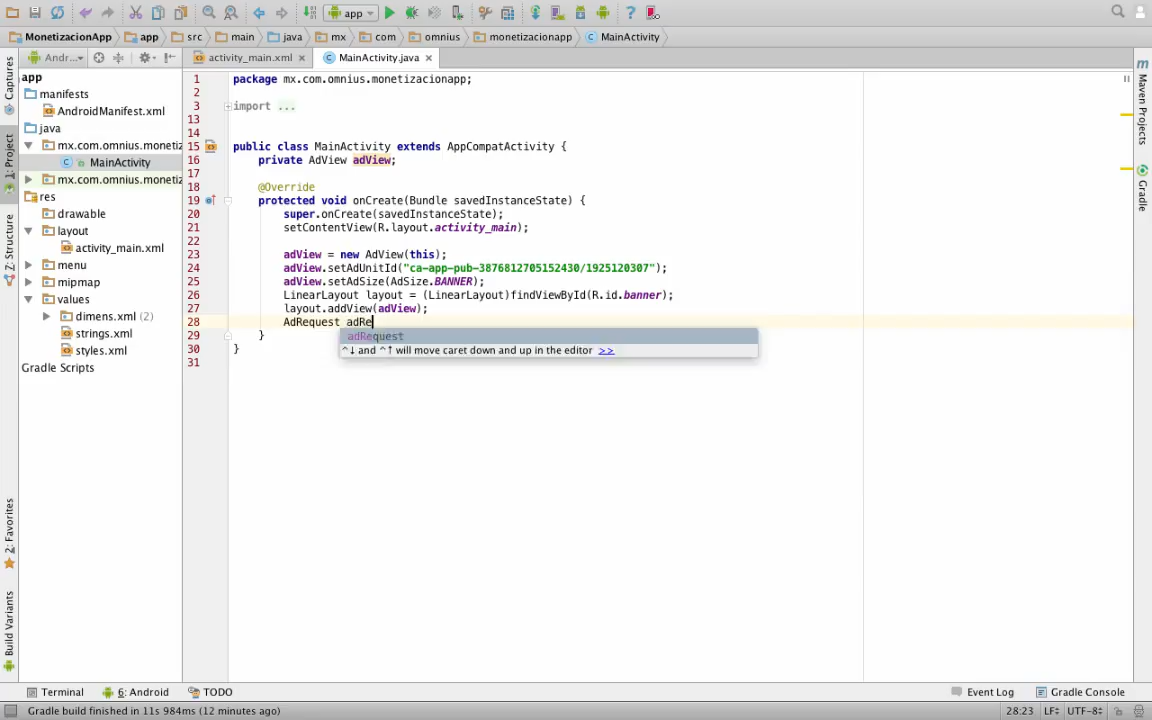 app
MonetizacionApp
app
src
main
java
mx
com
omnius
monetizacionapp
MainActivity
Andr...
activity_main.xml
MainActivity.java
Captures
1: Project
Z: Structure
2: Favorites
Build Variants
app
manifests
AndroidManifest.xml
java
mx.com.omnius.moneti
MainActivity
mx.com.omnius.moneti
res
drawable
layout
activity_main.xml
menu
mipmap
values
dimens.xml (2)
strings.xml
styles.xml
Gradle Scripts
1 package mx.com.omnius.monetizacionapp;
2
3 import ...
13
14
15 public class MainActivity extends AppCompatActivity {
16 private AdView adView;
17
18 @Override
19 protected void onCreate(Bundle savedInstanceState) {
20 super.onCreate(savedInstanceState);
21 setContentView(R.layout.activity_main);
22
23 adView = new AdView(this);
24 adView.setAdUnitId("ca-app-pub-3876812705152430/1925120307");
25 adView.setAdSize(AdSize.BANNER);
26 LinearLayout layout = (LinearLayout)findViewById(R.id.banner);
27 layout.addView(adView);
28 AdRequest adRe
29 }
30 }
31
adRequest
^↓ and ^↑ will move caret down and up in the editor >>
Maven Projects
Gradle
Terminal
6: Android
TODO
Event Log
Gradle Console
Gradle build finished in 11s 984ms (12 minutes ago)
28:23
LF
UTF-8